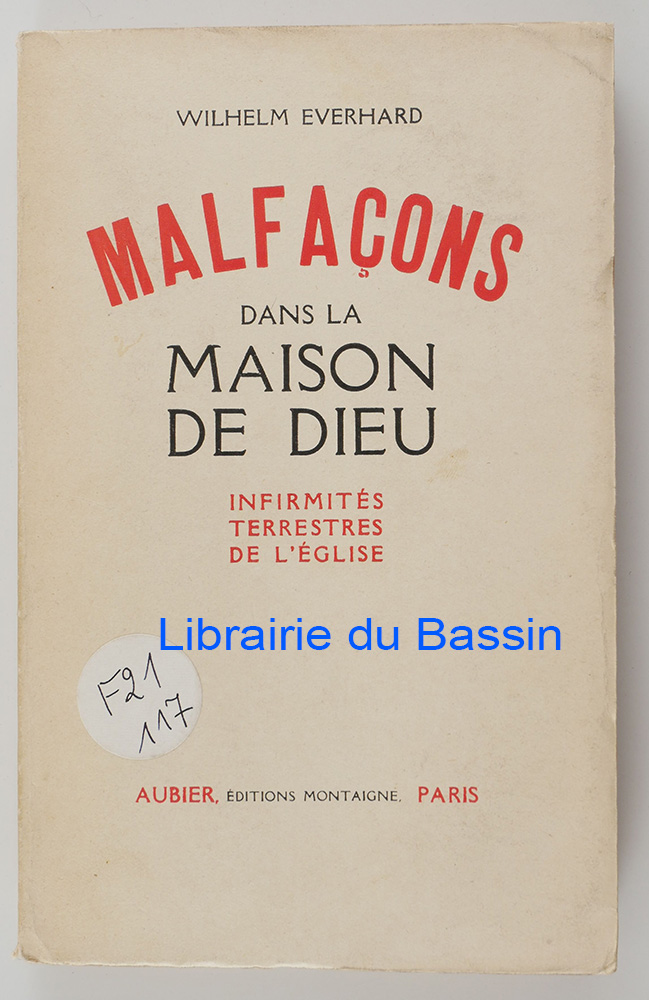 WILHELM EVERHARD
MALFAÇONS
DANS LA
MAISON
DE DIEU
INFIRMITÉS
TERRESTRES
DE L'ÉGLISE
Librairie du Bassin
F21
117
AUBIER, ÉDITIONS MONTAIGNE, PARIS